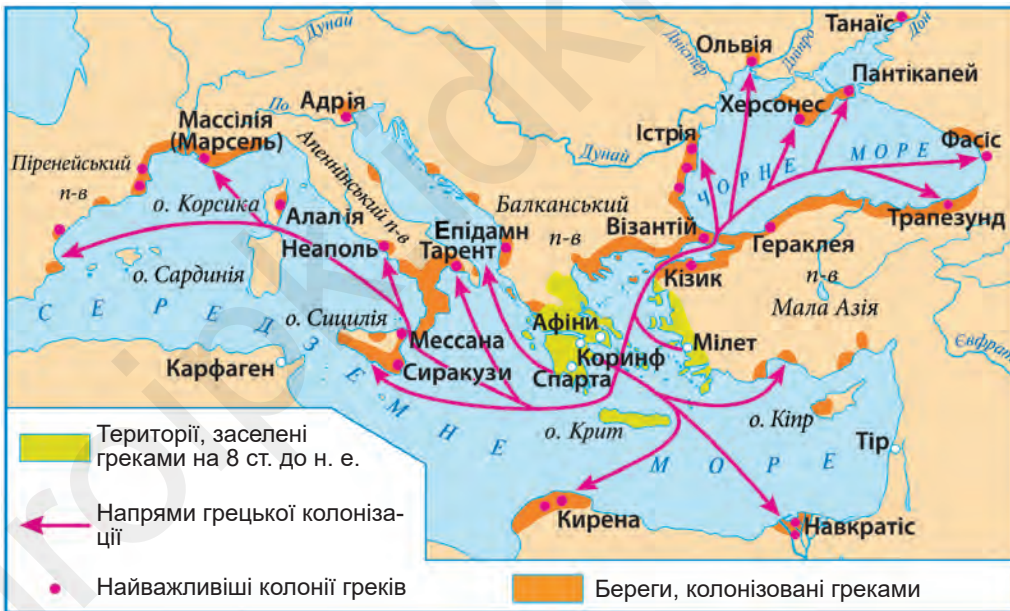 Танаїс
Дон
Дунай
Ольвія
Дністер
Дніпро
Пантікапей
Адрія
По
Херсонес
Массілія
(Марсель)
Істрія
Фасіс
Дунай
ЧОРНЕ МОРЕ
Піренейський
п-в
Апеннінський п-в
о. Корсика
Алалія
Балканський
п-в
Візантій
Трапезунд
Неаполь
Епідамн
Тарент
Гераклея
Кізик
п-в
Мала Азія
о. Сардинія
СЕРЕДЗЕМНЕ МОРЕ
о. Сицилія
Афіни
Мессана
Коринф
Мілет
Євфрат
Карфаген
Сиракузи
Спарта
о. Крит
о. Кіпр
Тір
Кирена
Навкратіс
Території, заселені
греками на 8 ст. до н. е.
Напрями грецької колоніза-
ції
Найважливіші колонії греків
Береги, колонізовані греками